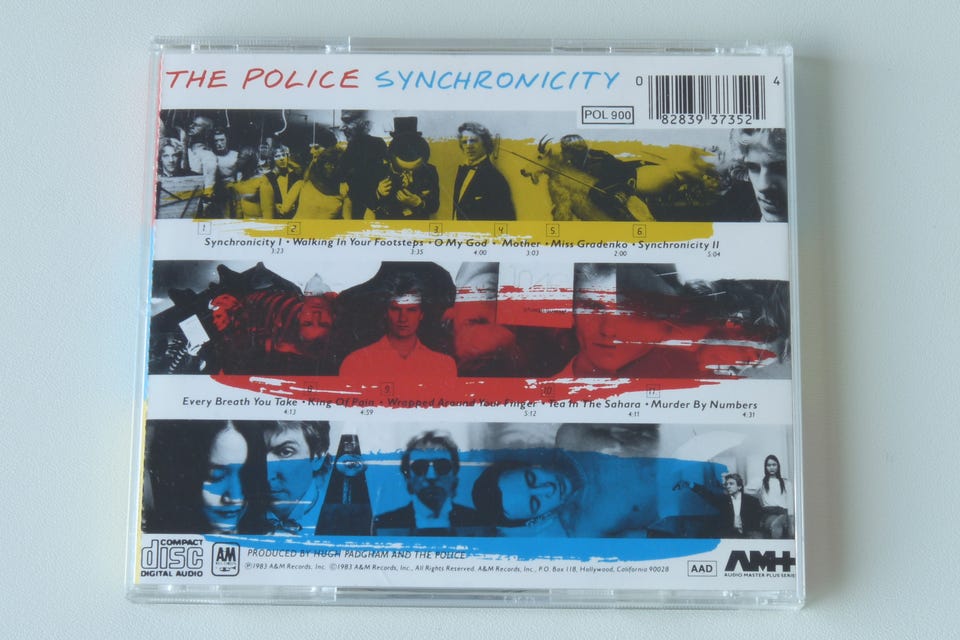 THE POLICE SYNCHRONICITY
0 82839 37352 4
POL 900
1 2 3. 4 5. 6.
Synchronicity I • Walking In Your Footsteps • O My God • Mother • Miss Gradenko • Synchronicity II
3:23 3:35 4:00 3:03 2:00 5:04
8 9. 10 11
Every Breath You Take • King Of Pain • Wrapped Around Your Finger • Tea In The Sahara • Murder By Numbers
4:13 4:59 5:12 4:11 4:31
COMPACT
disc
DIGITAL AUDIO
A&M
RECORDS
PRODUCED BY HUGH PADGHAM AND THE POLICE
℗1983 A&M Records, Inc. ©1983 A&M Records, Inc., All Rights Reserved. A&M Records, Inc., P.O. Box 118, Hollywood, California 90028
AAD
AM+
AUDIO MASTER PLUS SERIES